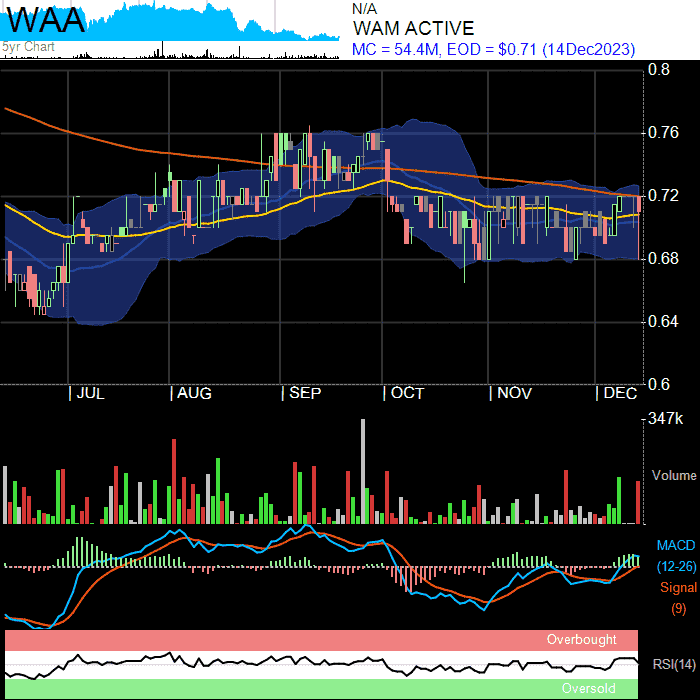 WAA
5yr Chart
N/A
WAM ACTIVE
MC = 54.4M, EOD = $0.71 (14Dec2023)
0.8
0.76
0.72
0.68
0.64
0.6
| JUL | AUG | SEP | OCT | NOV | DEC
347k
Volume
MACD
(12-26)
Signal
(9)
Overbought
RSI(14)
Oversold